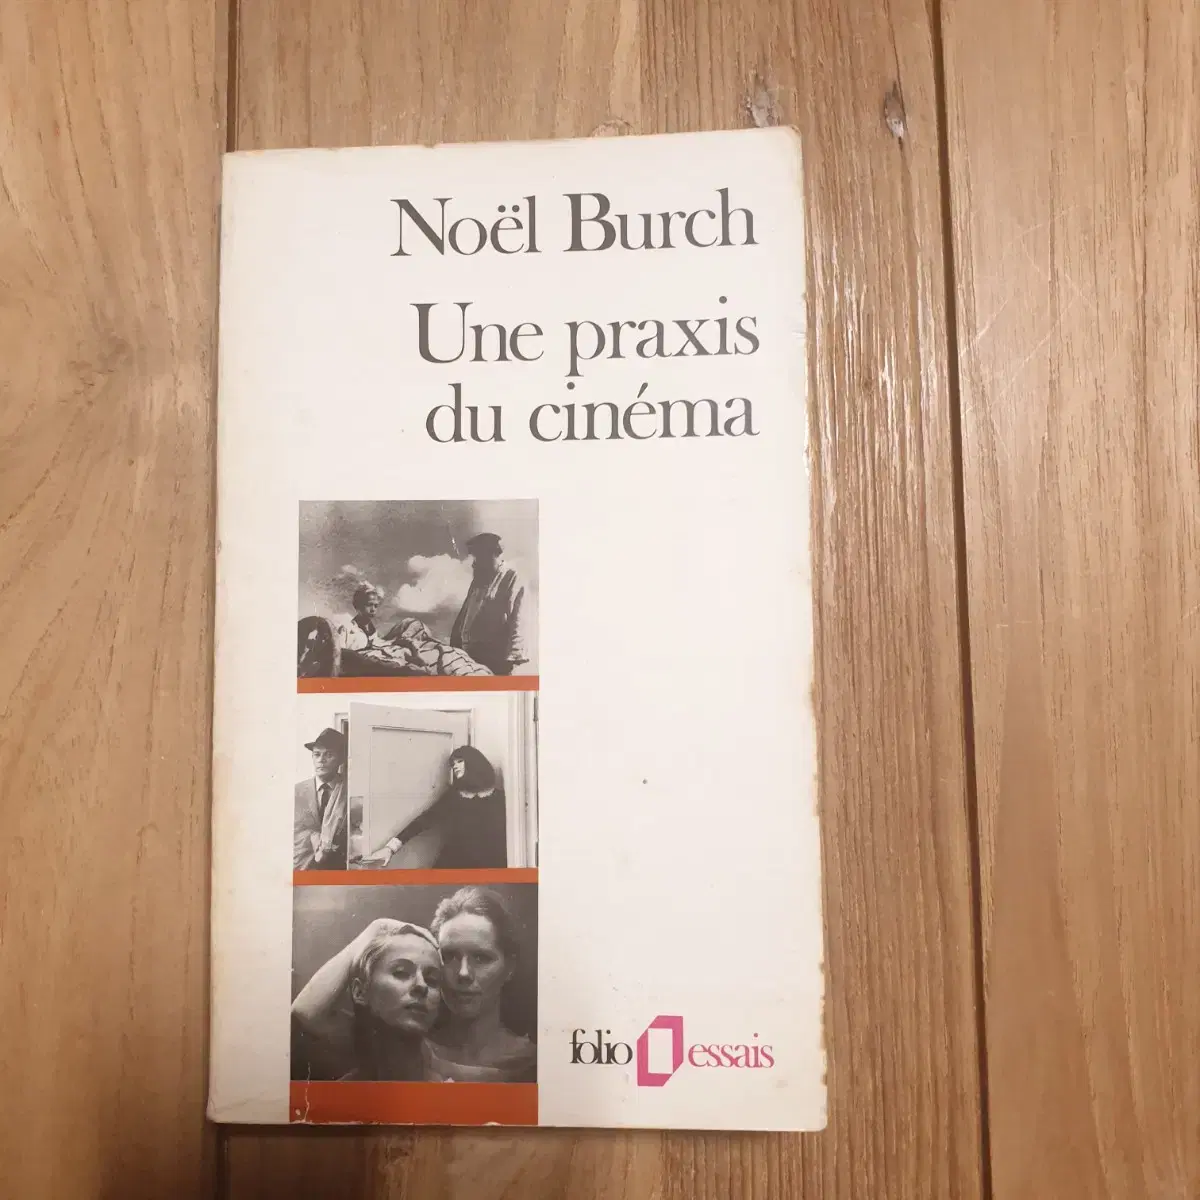 Noël Burch
Une praxis
du cinéma
folio essais